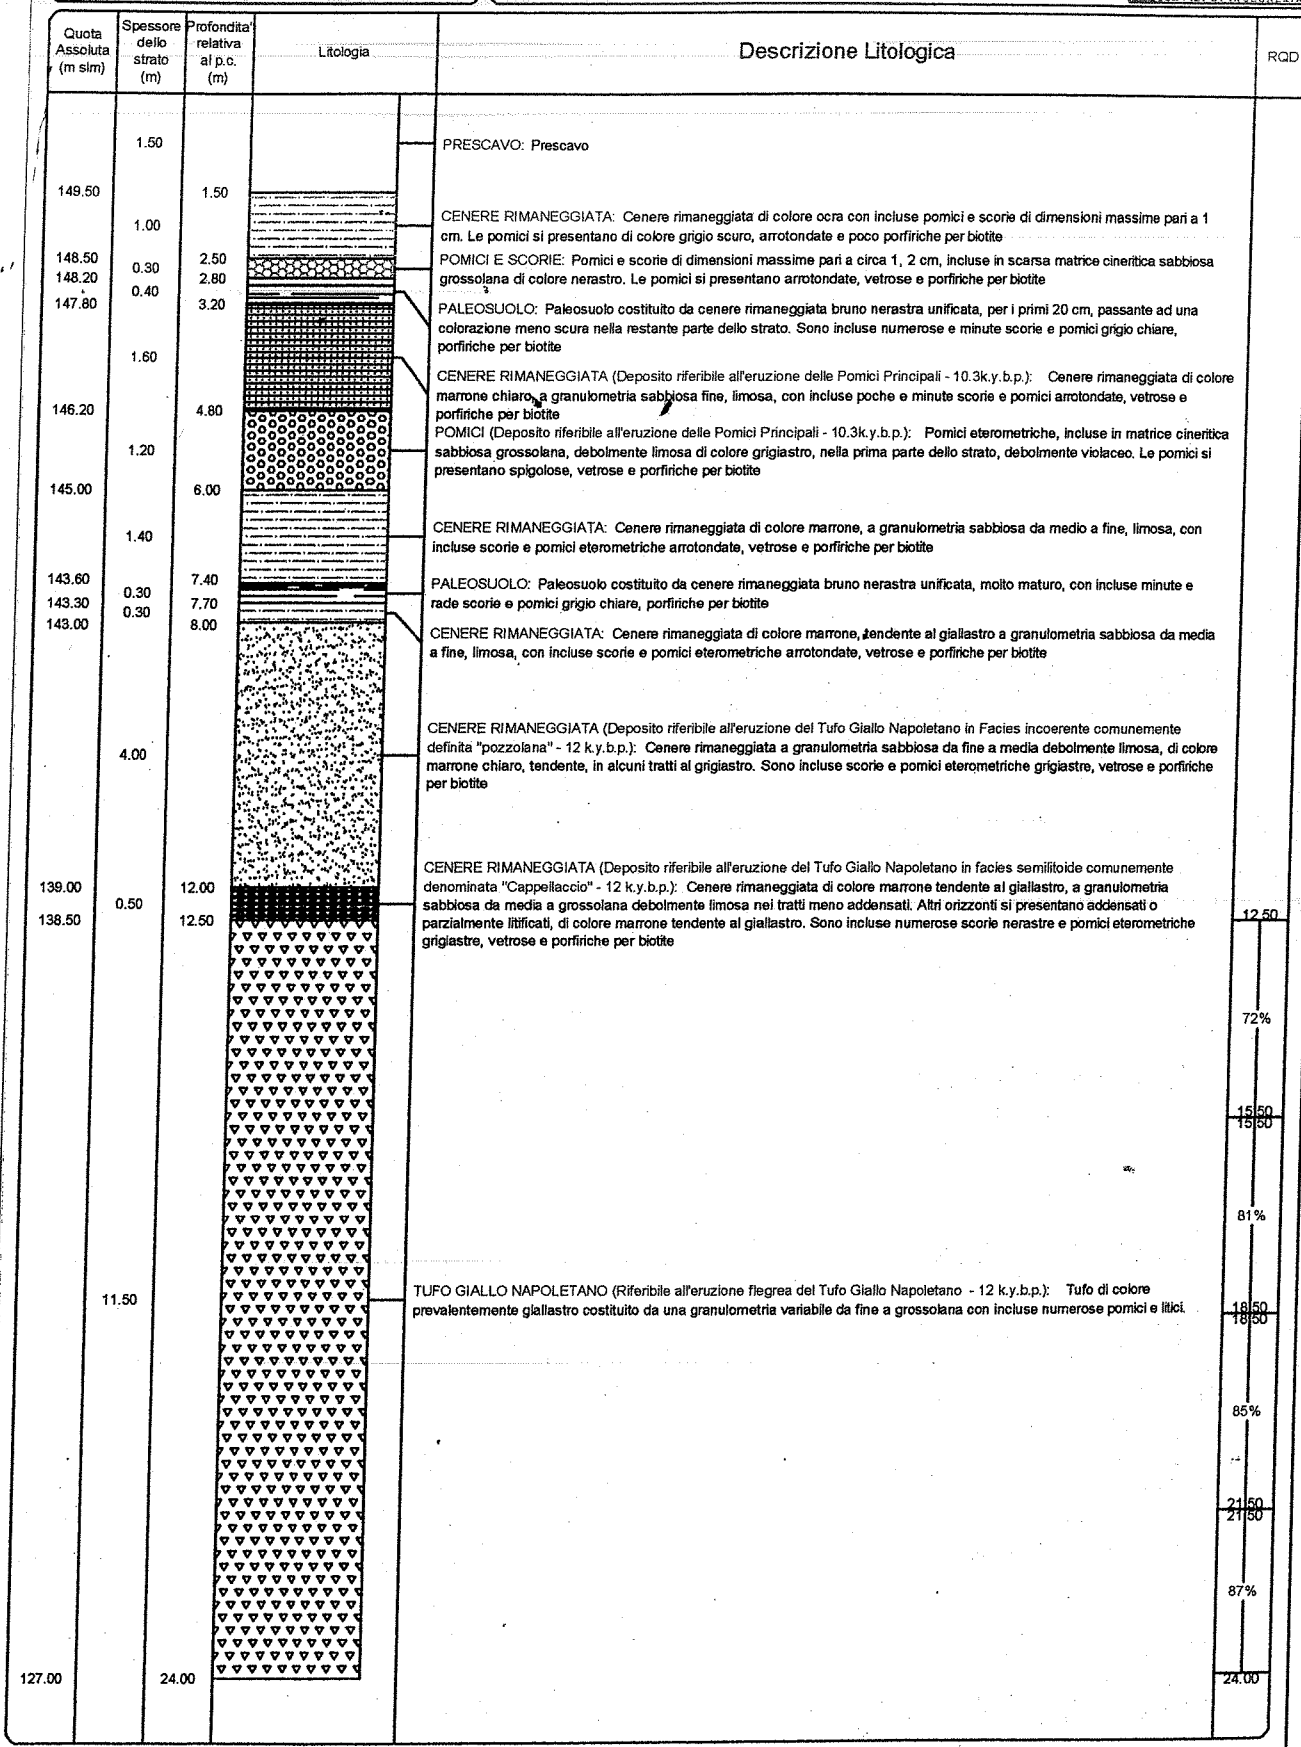 Quota
Assoluta
(m slm)
Spessore
dello
strato
(m)
Profondita'
relativa
al p.c.
(m)
Litologia
Descrizione Litologica
RQD
1.50
PRESCAVO: Prescavo
149.50
1.50
1.00
CENERE RIMANEGGIATA: Cenere rimaneggiata di colore ocra con incluse pomici e scorie di dimensioni massime pari a 1
cm. Le pomici si presentano di colore grigio scuro, arrotondate e poco porfiriche per biotite
148.50
2.50
0.30
POMICI E SCORIE: Pomici e scorie di dimensioni massime pari a circa 1, 2 cm, incluse in scarsa matrice cineritica sabbiosa
grossolana di colore nerastro. Le pomici si presentano arrotondate, vetrose e porfiriche per biotite
148.20
2.80
0.40
147.80
3.20
PALEOSUOLO: Paleosuolo costituito da cenere rimaneggiata bruno nerastra unificata, per i primi 20 cm, passante ad una
colorazione meno scura nella restante parte dello strato. Sono incluse numerose e minute scorie e pomici grigio chiare,
porfiriche per biotite
1.60
CENERE RIMANEGGIATA (Deposito riferibile all'eruzione delle Pomici Principali - 10.3k.y.b.p.): Cenere rimaneggiata di colore
marrone chiaro, a granulometria sabbiosa fine, limosa, con incluse poche e minute scorie e pomici arrotondate, vetrose e
porfiriche per biotite
146.20
4.80
1.20
POMICI (Deposito riferibile all'eruzione delle Pomici Principali - 10.3k.y.b.p.): Pomici eterometriche, incluse in matrice cineritica
sabbiosa grossolana, debolmente limosa di colore grigiastro, nella prima parte dello strato, debolmente violaceo. Le pomici si
presentano spigolose, vetrose e porfiriche per biotite
145.00
6.00
1.40
CENERE RIMANEGGIATA: Cenere rimaneggiata di colore marrone, a granulometria sabbiosa da medio a fine, limosa, con
incluse scorie e pomici eterometriche arrotondate, vetrose e porfiriche per biotite
143.60
7.40
0.30
PALEOSUOLO: Paleosuolo costituito da cenere rimaneggiata bruno nerastra unificata, molto maturo, con incluse minute e
rade scorie e pomici grigio chiare, porfiriche per biotite
143.30
7.70
0.30
143.00
8.00
CENERE RIMANEGGIATA: Cenere rimaneggiata di colore marrone, tendente al giallastro a granulometria sabbiosa da media
a fine, limosa, con incluse scorie e pomici eterometriche arrotondate, vetrose e porfiriche per biotite
4.00
CENERE RIMANEGGIATA (Deposito riferibile all'eruzione del Tufo Giallo Napoletano in Facies incoerente comunemente
definita "pozzolana" - 12 k.y.b.p.): Cenere rimaneggiata a granulometria sabbiosa da fine a media debolmente limosa, di colore
marrone chiaro, tendente, in alcuni tratti al grigiastro. Sono incluse scorie e pomici eterometriche grigiastre, vetrose e porfiriche
per biotite
139.00
12.00
0.50
138.50
12.50
CENERE RIMANEGGIATA (Deposito riferibile all'eruzione del Tufo Giallo Napoletano in facies semilitoide comunemente
denominata "Cappellaccio" - 12 k.y.b.p.): Cenere rimaneggiata di colore marrone tendente al giallastro, a granulometria
sabbiosa da media a grossolana debolmente limosa nei tratti meno addensati. Altri orizzonti si presentano addensati o
parzialmente litificati, di colore marrone tendente al giallastro. Sono incluse numerose scorie nerastre e pomici eterometriche
grigiastre, vetrose e porfiriche per biotite
12.50
72%
15.50
15.50
81%
11.50
TUFO GIALLO NAPOLETANO (Riferibile all'eruzione flegrea del Tufo Giallo Napoletano - 12 k.y.b.p.): Tufo di colore
prevalentemente giallastro costituito da una granulometria variabile da fine a grossolana con incluse numerose pomici e litici.
18.50
18.50
85%
21.50
21.50
87%
127.00
24.00
24.00